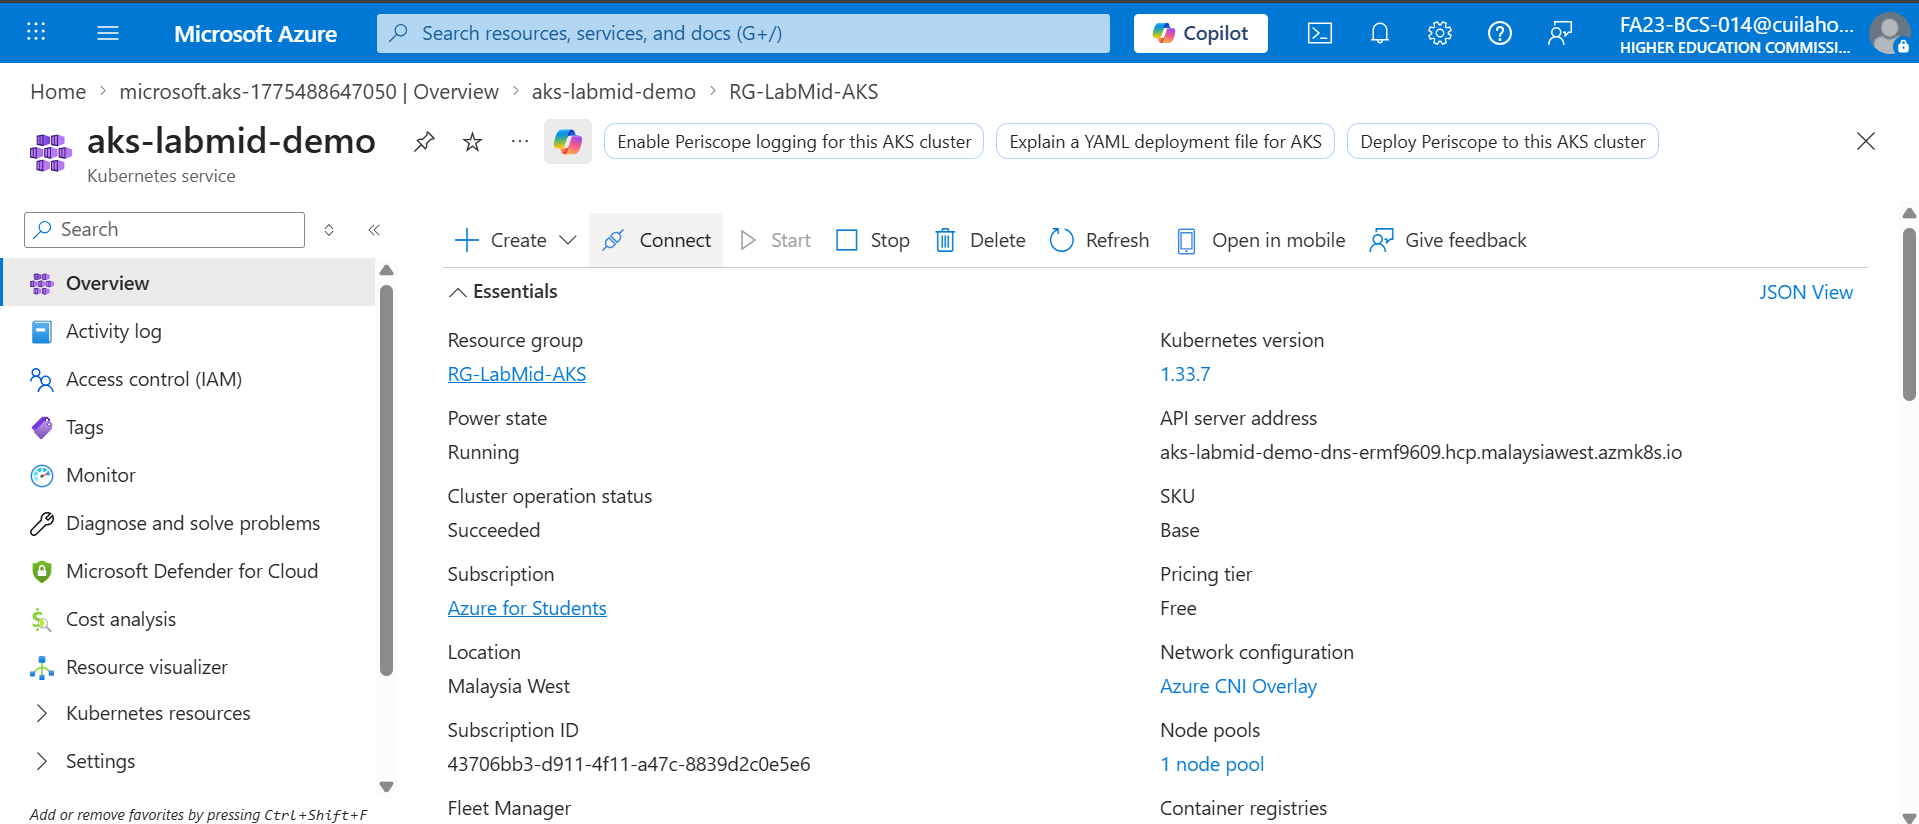 Microsoft Azure
Search resources, services, and docs (G+/)
Copilot
FA23-BCS-014@cuilaho...
HIGHER EDUCATION COMMISSI...
Home > microsoft.aks-1775488647050 | Overview > aks-labmid-demo > RG-LabMid-AKS
aks-labmid-demo
Kubernetes service
Enable Periscope logging for this AKS cluster
Explain a YAML deployment file for AKS
Deploy Periscope to this AKS cluster
Search
Overview
Activity log
Access control (IAM)
Tags
Monitor
Diagnose and solve problems
Microsoft Defender for Cloud
Cost analysis
Resource visualizer
Kubernetes resources
Settings
Add or remove favorites by pressing Ctrl+Shift+F
Create
Connect
Start
Stop
Delete
Refresh
Open in mobile
Give feedback
Essentials
JSON View
Resource group
RG-LabMid-AKS
Power state
Running
Cluster operation status
Succeeded
Subscription
Azure for Students
Location
Malaysia West
Subscription ID
43706bb3-d911-4f11-a47c-8839d2c0e5e6
Fleet Manager
Kubernetes version
1.33.7
API server address
aks-labmid-demo-dns-ermf9609.hcp.malaysiawest.azmk8s.io
SKU
Base
Pricing tier
Free
Network configuration
Azure CNI Overlay
Node pools
1 node pool
Container registries